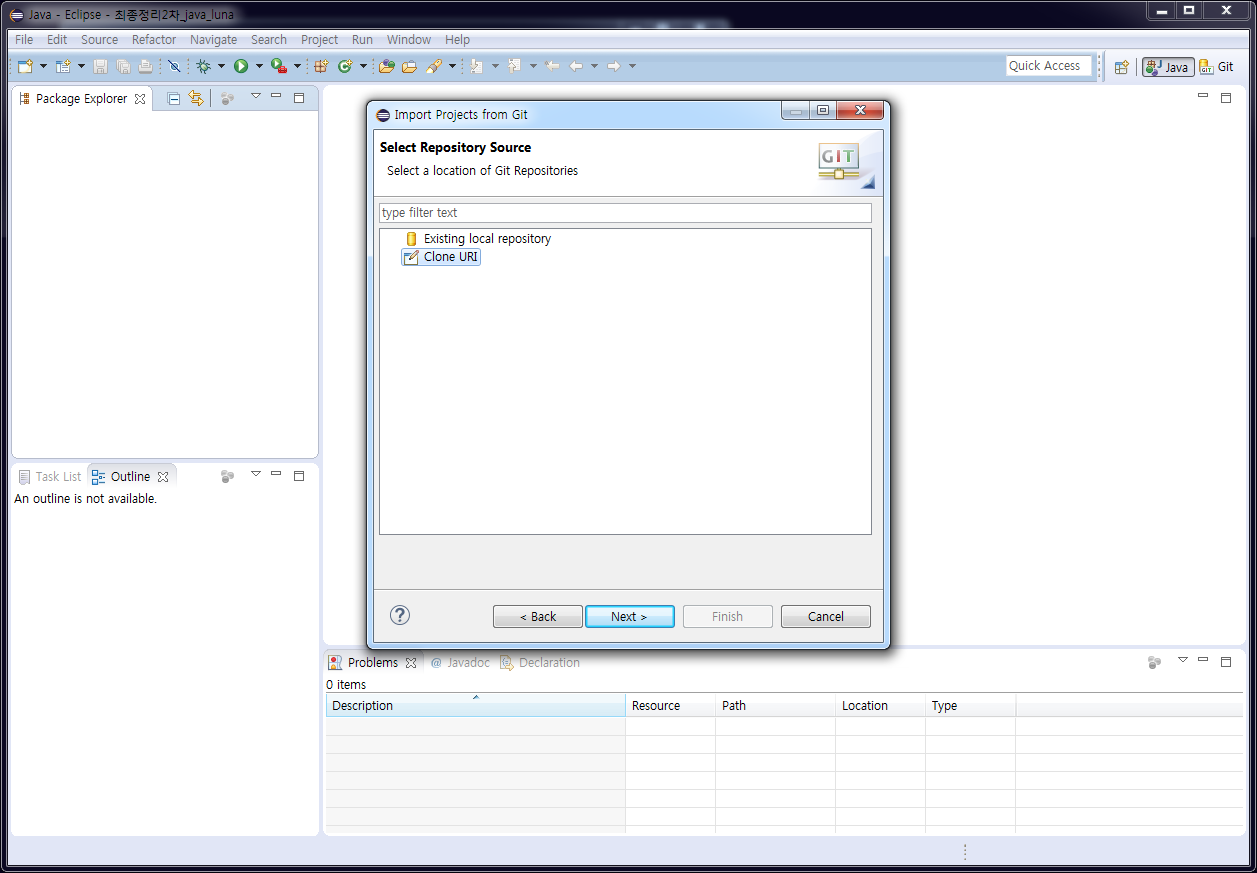 Java - Eclipse - 최종정리2차_java_luna
File Edit Source Refactor Navigate Search Project Run Window Help
Quick Access
Java
Git
Package Explorer
Import Projects from Git
Select Repository Source
Select a location of Git Repositories
GIT
type filter text
Existing local repository
Clone URI
Task List Outline
An outline is not available.
? < Back Next > Finish Cancel
Problems @ Javadoc Declaration
0 items
Description Resource Path Location Type